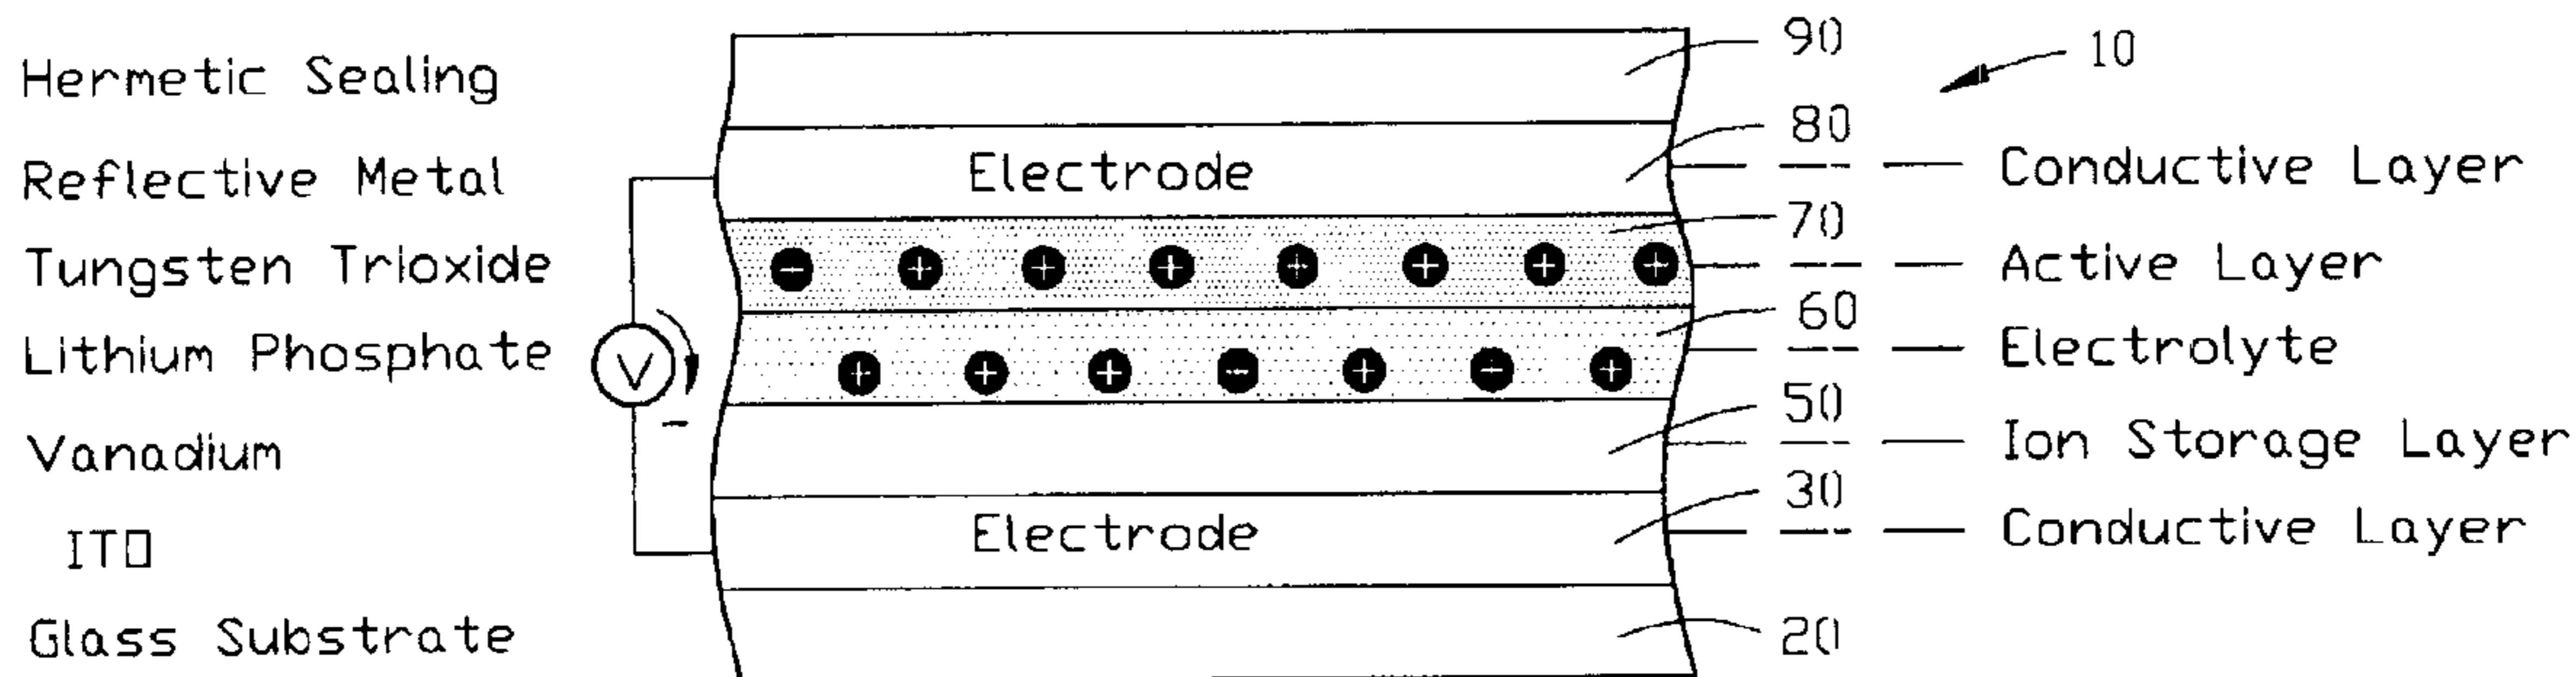 Hermetic Sealing
90
10
80
Reflective Metal
Electrode
Conductive Layer
70
Tungsten Trioxide
- + + + + + + +
Active Layer
60
Lithium Phosphate
V
+ + + - + - +
Electrolyte
-
50
Vanadium
Ion Storage Layer
30
ITO
Electrode
Conductive Layer
Glass Substrate
20